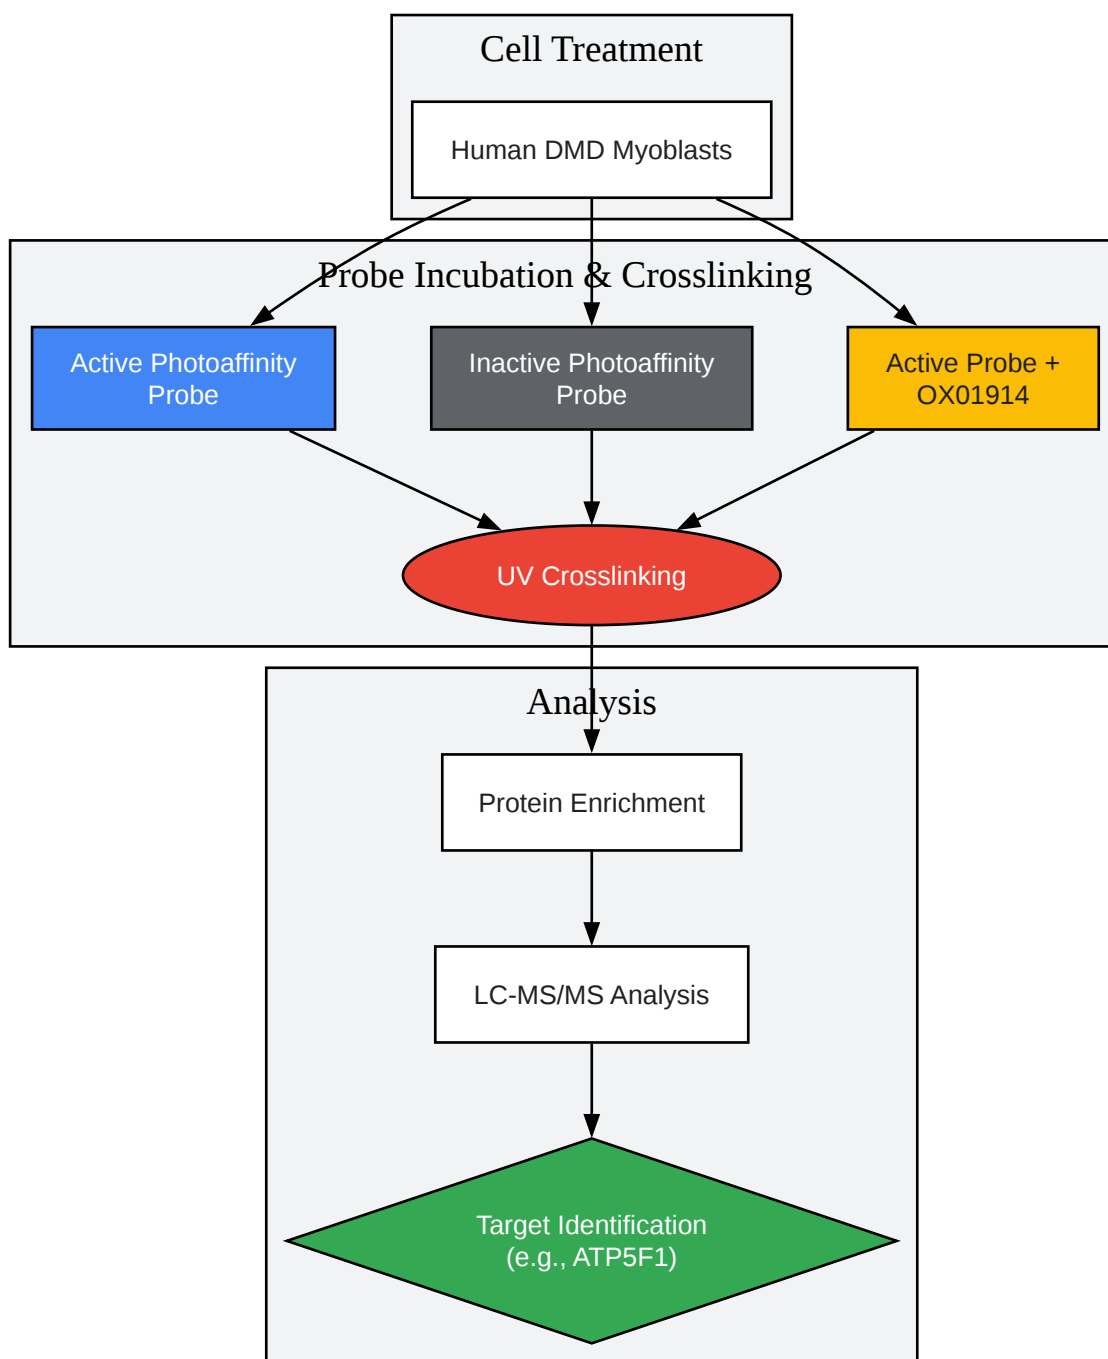 Cell Treatment
Human DMD Myoblasts
Probe Incubation & Crosslinking
Active Photoaffinity
Probe
Inactive Photoaffinity
Probe
Active Probe +
OX01914
UV Crosslinking
Analysis
Protein Enrichment
LC-MS/MS Analysis
Target Identification
(e.g., ATP5F1)